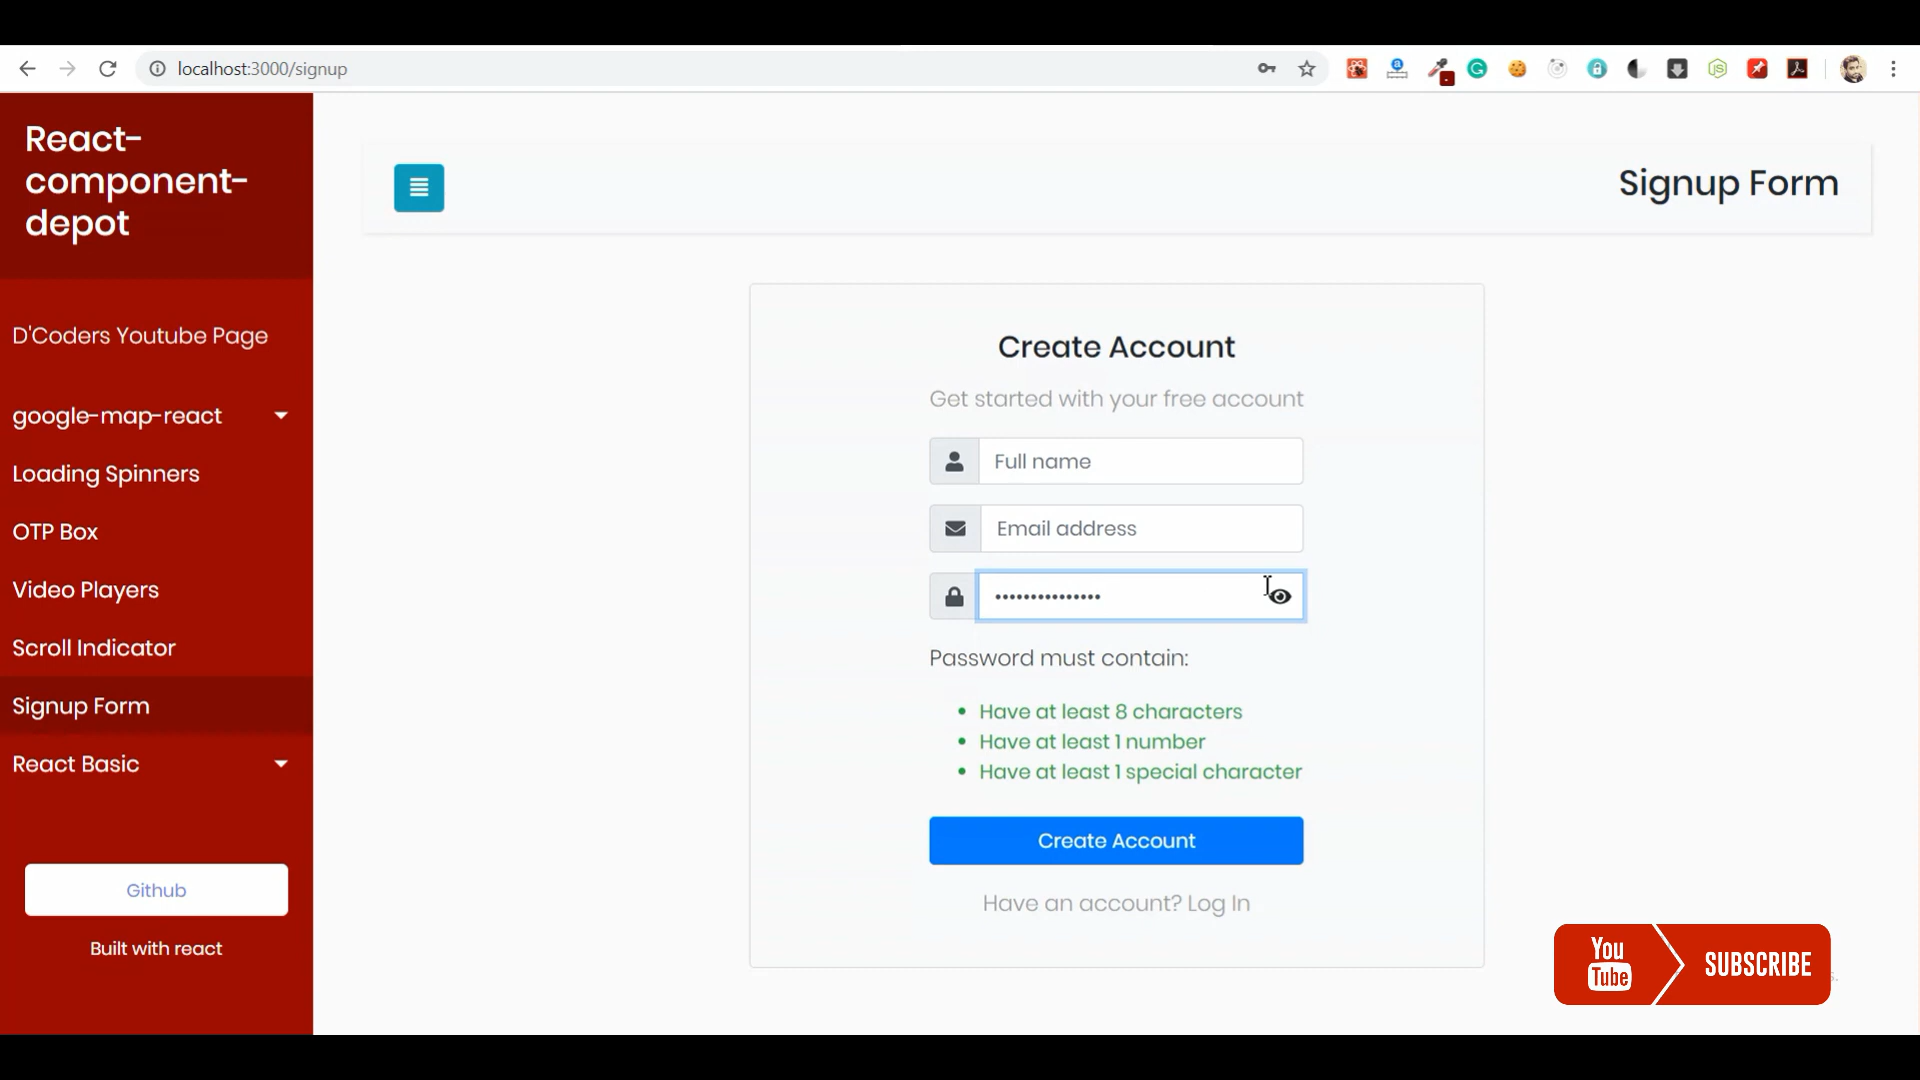 localhost:3000/signup
React-
component-
depot
D'Coders Youtube Page
google-map-react
Loading Spinners
OTP Box
Video Players
Scroll Indicator
Signup Form
React Basic
Github
Built with react
Signup Form
Create Account
Get started with your free account
Full name
Email address
•••••••••••••••
Password must contain:
• Have at least 8 characters
• Have at least 1 number
• Have at least 1 special character
Create Account
Have an account? Log In
You
Tube
SUBSCRIBE